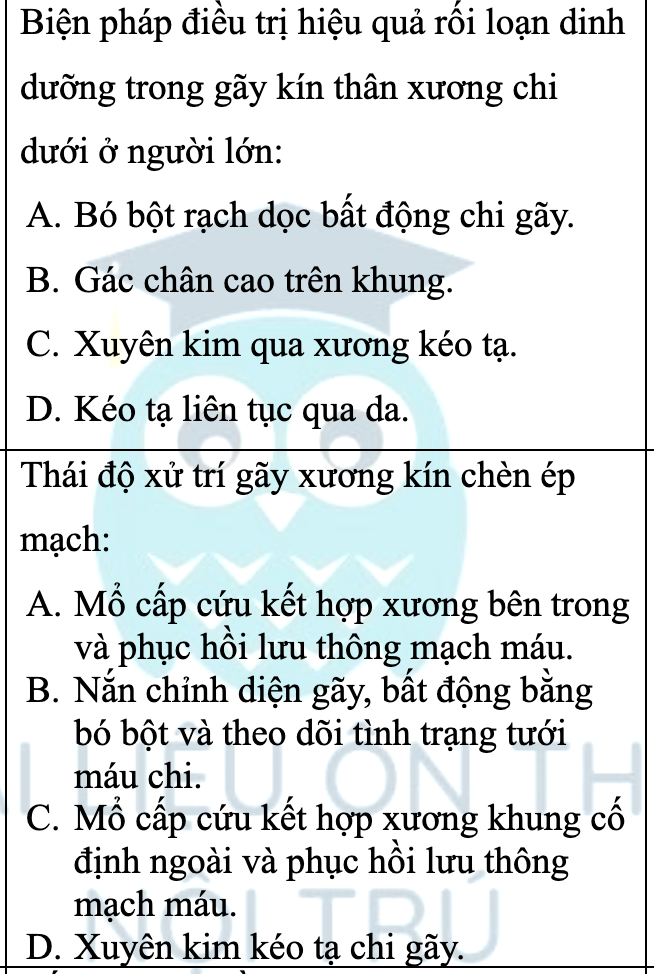 Biện pháp điều trị hiệu quả rối loạn dinh
dưỡng trong gãy kín thân xương chi
dưới ở người lớn:
A. Bó bột rạch dọc bất động chi gãy.
B. Gác chân cao trên khung.
C. Xuyên kim qua xương kéo tạ.
D. Kéo tạ liên tục qua da.
Thái độ xử trí gãy xương kín chèn ép
mạch:
A. Mổ cấp cứu kết hợp xương bên trong
và phục hồi lưu thông mạch máu.
B. Nắn chỉnh diện gãy, bất động bằng
bó bột và theo dõi tình trạng tưới
máu chi.
C. Mổ cấp cứu kết hợp xương khung cố
định ngoài và phục hồi lưu thông
mạch máu.
D. Xuyên kim kéo tạ chi gãy.
I LIỆU ÔN TH
NỘI TRÚ